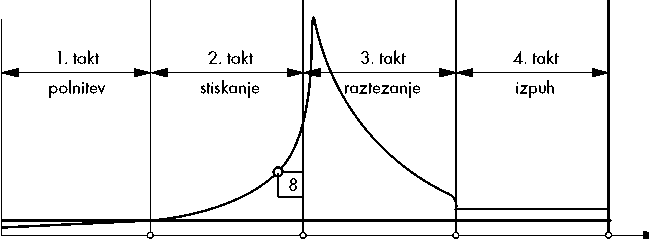 1. takt 2. takt 3. takt 4. takt
polnitev stiskanje raztezanje izpuh
8